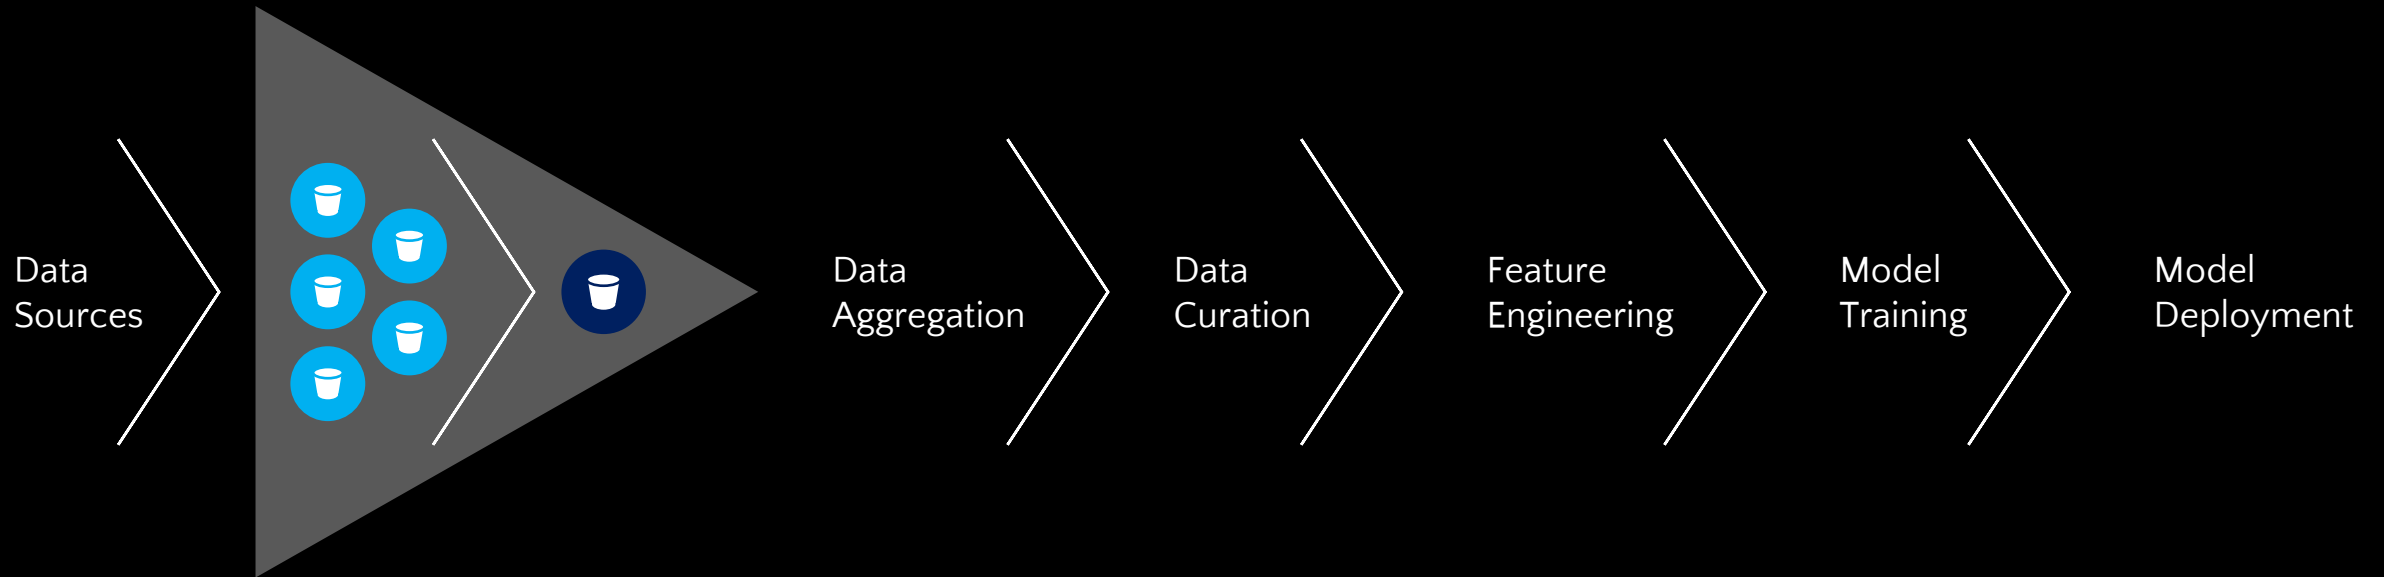 Data
Sources
Data
Aggregation
Data
Curation
Feature
Engineering
Model
Training
Model
Deployment